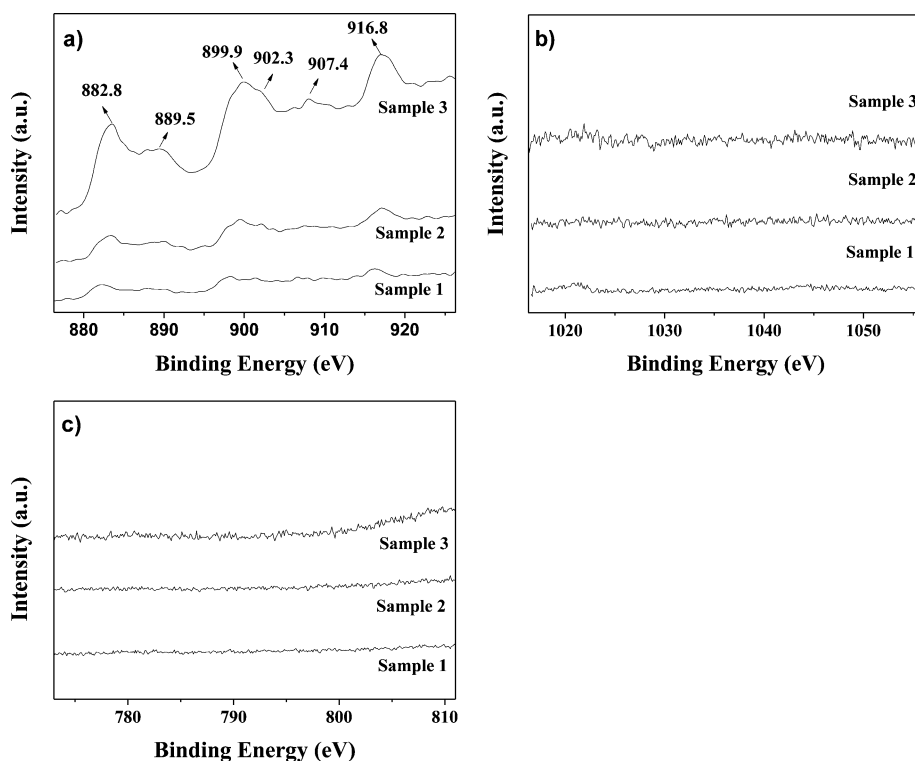 a)
916.8
899.9
902.3
907.4
882.8
889.5
Sample 3
Sample 2
Sample 1
Intensity (a.u.)
880 890 900 910 920
Binding Energy (eV)
b)
Sample 3
Sample 2
Sample 1
Intensity (a.u.)
1020 1030 1040 1050
Binding Energy (eV)
c)
Sample 3
Sample 2
Sample 1
Intensity (a.u.)
780 790 800 810
Binding Energy (eV)